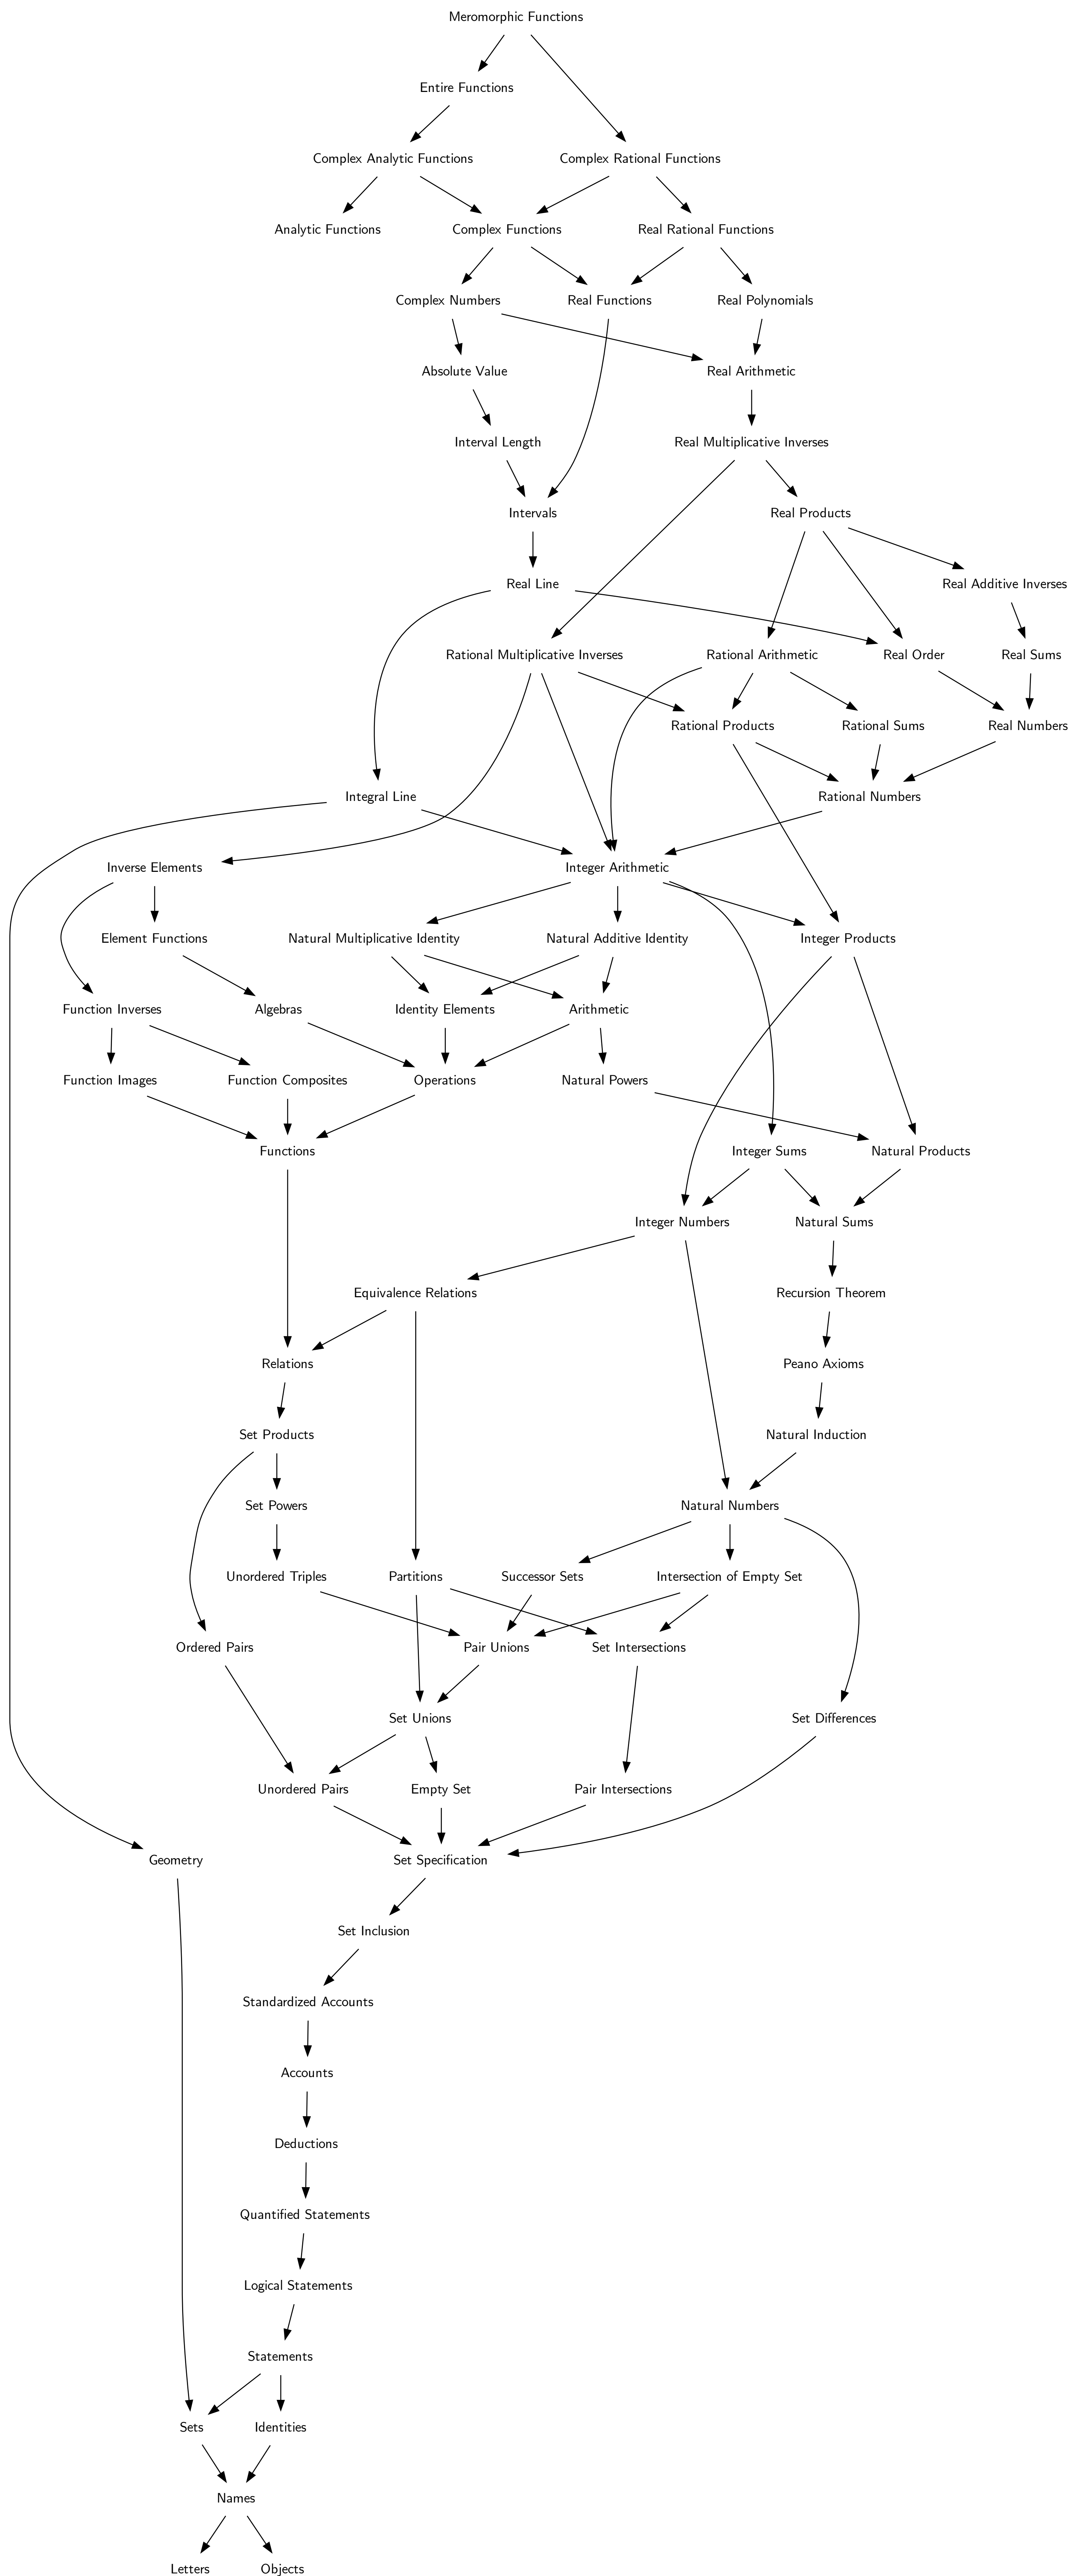 Meromorphic Functions
Entire Functions
Complex Analytic Functions
Complex Rational Functions
Analytic Functions
Complex Functions
Real Rational Functions
Complex Numbers
Real Functions
Real Polynomials
Absolute Value
Real Arithmetic
Interval Length
Real Multiplicative Inverses
Intervals
Real Products
Real Line
Real Additive Inverses
Rational Multiplicative Inverses
Rational Arithmetic
Real Order
Real Sums
Rational Products
Rational Sums
Real Numbers
Integral Line
Rational Numbers
Inverse Elements
Integer Arithmetic
Element Functions
Natural Multiplicative Identity
Natural Additive Identity
Integer Products
Function Inverses
Algebras
Identity Elements
Arithmetic
Function Images
Function Composites
Operations
Natural Powers
Functions
Integer Sums
Natural Products
Integer Numbers
Natural Sums
Equivalence Relations
Recursion Theorem
Relations
Peano Axioms
Set Products
Natural Induction
Set Powers
Natural Numbers
Unordered Triples
Partitions
Successor Sets
Intersection of Empty Set
Ordered Pairs
Pair Unions
Set Intersections
Set Unions
Set Differences
Unordered Pairs
Empty Set
Pair Intersections
Geometry
Set Specification
Set Inclusion
Standardized Accounts
Accounts
Deductions
Quantified Statements
Logical Statements
Statements
Sets
Identities
Names
Letters
Objects